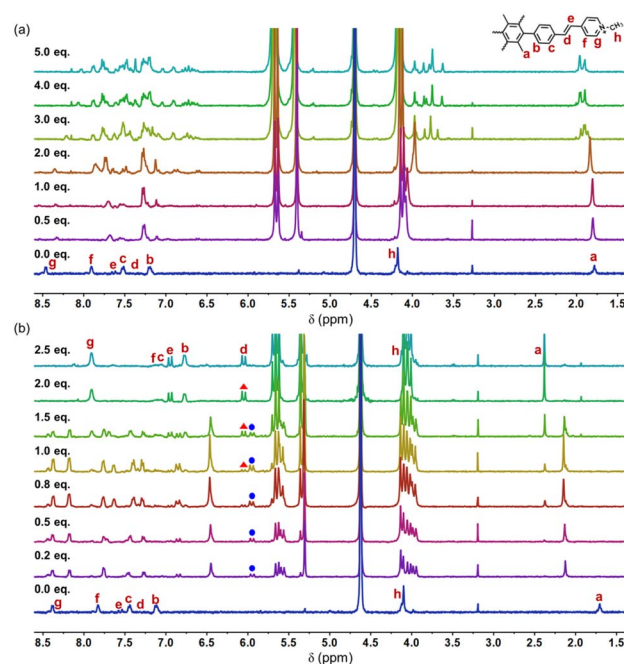 (a)
CH₃
N
+
e
a
b
c
d
f
g
h
5.0 eq.
4.0 eq.
3.0 eq.
2.0 eq.
1.0 eq.
0.5 eq.
0.0 eq.
g f e c d b h a
8.5 8.0 7.5 7.0 6.5 6.0 5.5 5.0 4.5 4.0 3.5 3.0 2.5 2.0 1.5
δ (ppm)
(b)
2.5 eq.
g f c e b d h a
2.0 eq.
1.5 eq.
1.0 eq.
0.8 eq.
0.5 eq.
0.2 eq.
0.0 eq.
g f e c d b h a
8.5 8.0 7.5 7.0 6.5 6.0 5.5 5.0 4.5 4.0 3.5 3.0 2.5 2.0 1.5
δ (ppm)